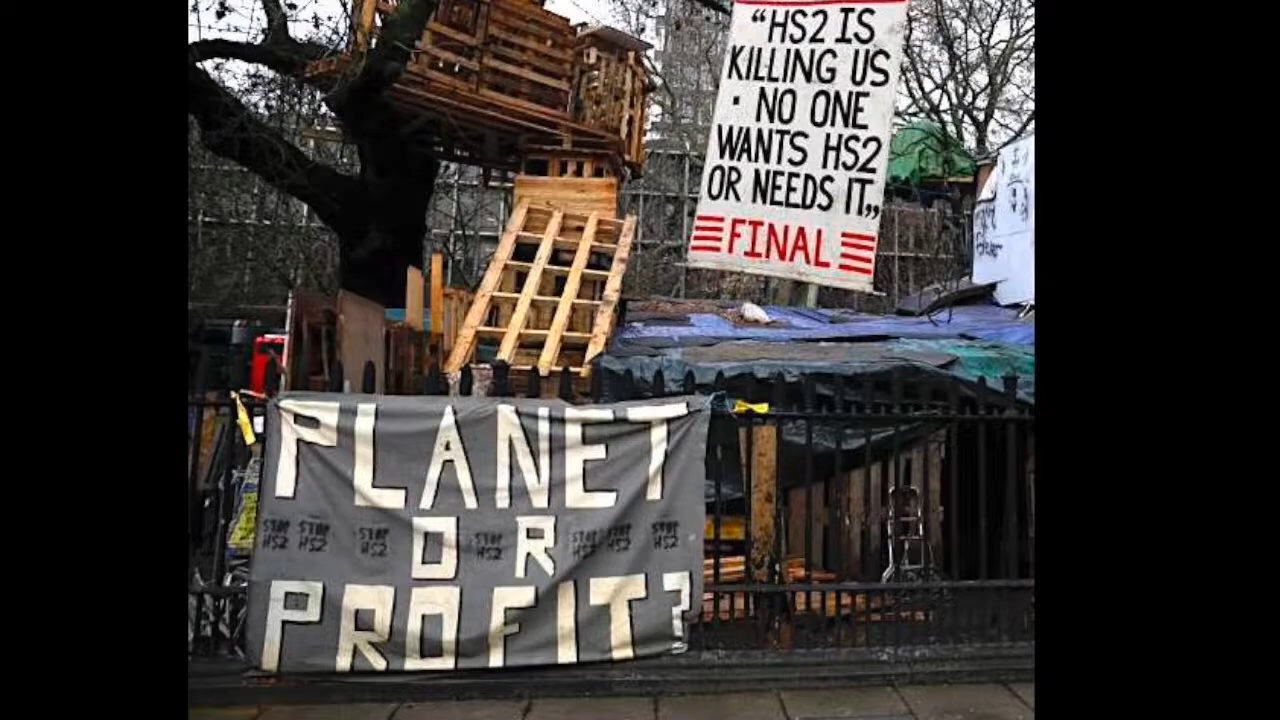 “HS2 IS
KILLING US
· NO ONE
WANTS HS2
OR NEEDS IT„
FINAL
PLANET
STOP HS2 STOP HS2 STOP HS2 STOP HS2 STOP HS2 STOP HS2 STOP HS2
OR
PROFIT?